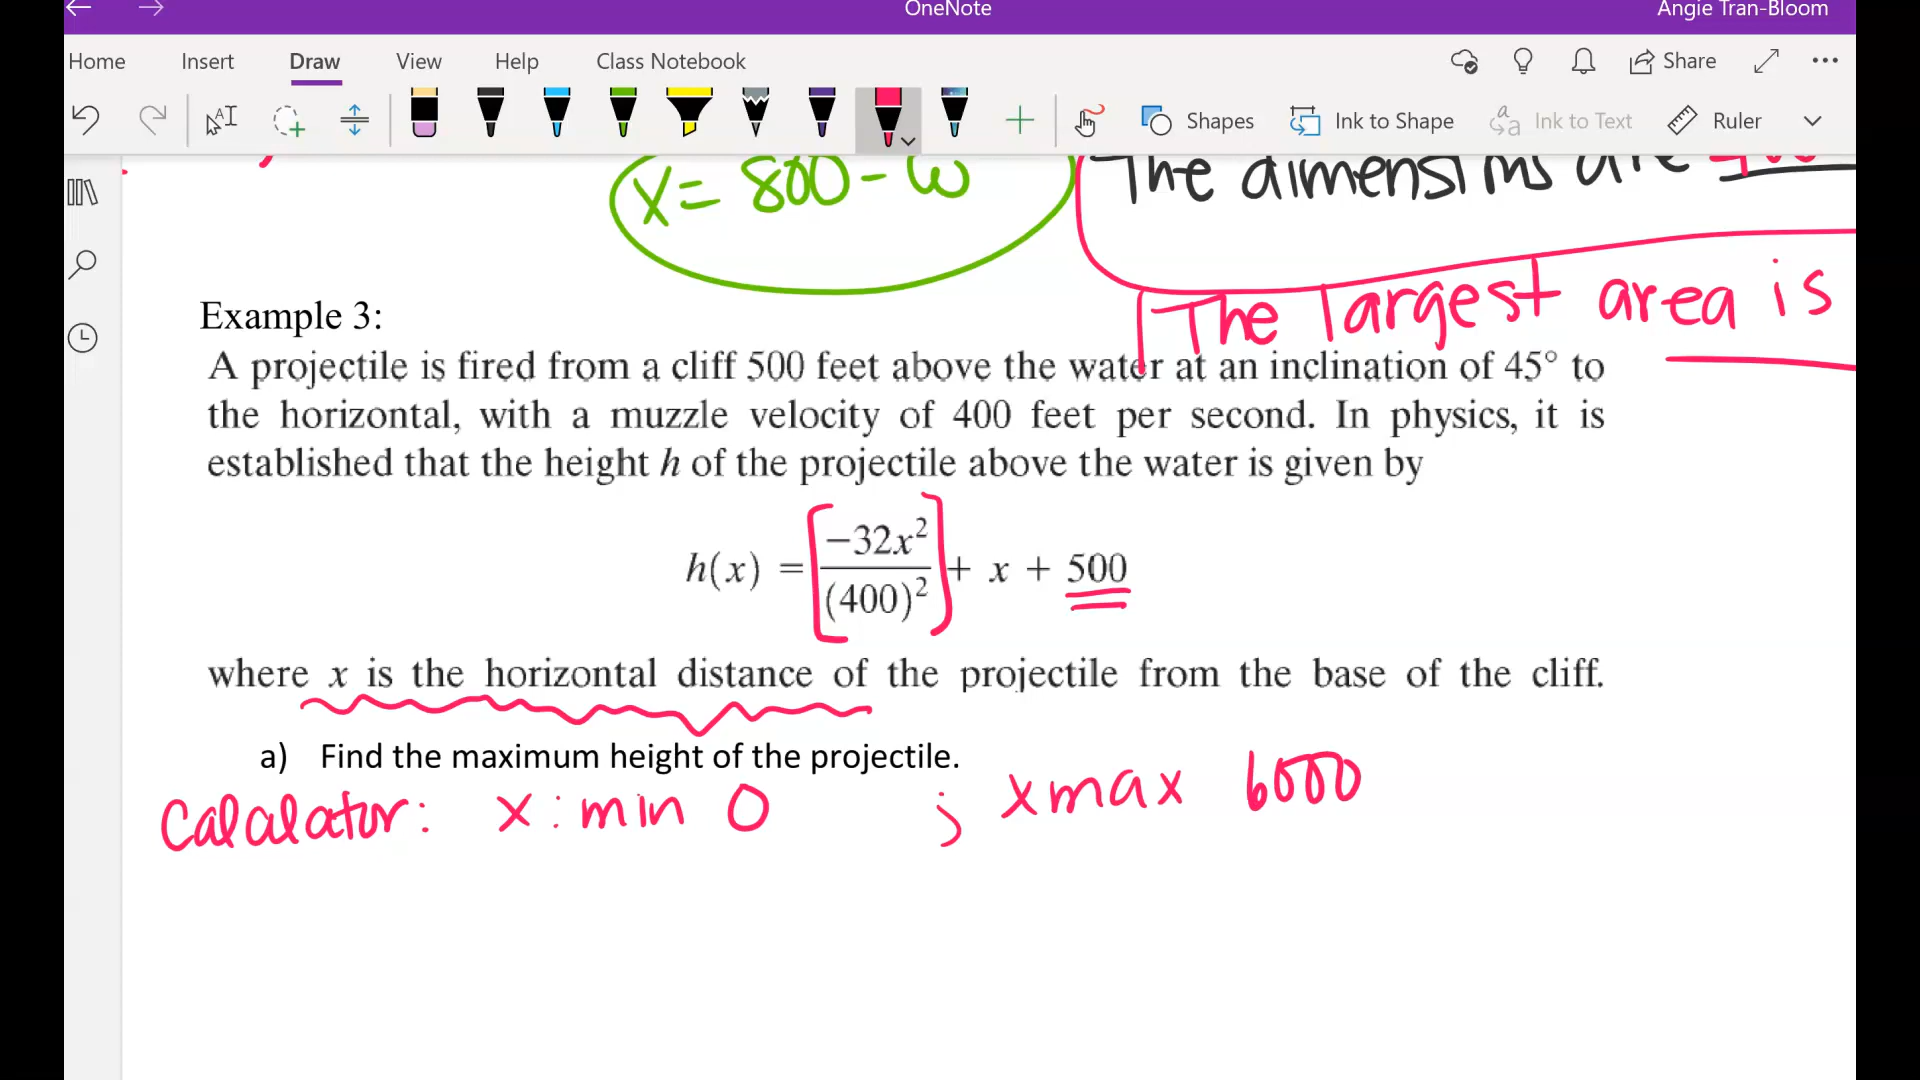 OneNote
Angie Tran-Bloom
Home Insert Draw View Help Class Notebook
Share
Shapes Ink to Shape Ink to Text Ruler
x = 800 - w
The dimensions are
The largest area is
Example 3:
A projectile is fired from a cliff 500 feet above the water at an inclination of 45° to
the horizontal, with a muzzle velocity of 400 feet per second. In physics, it is
established that the height h of the projectile above the water is given by
h(x) = [−32x²/(400)²] + x + 500
where x is the horizontal distance of the projectile from the base of the cliff.
a) Find the maximum height of the projectile.
Calalator: x:min 0 ; xmax 6000